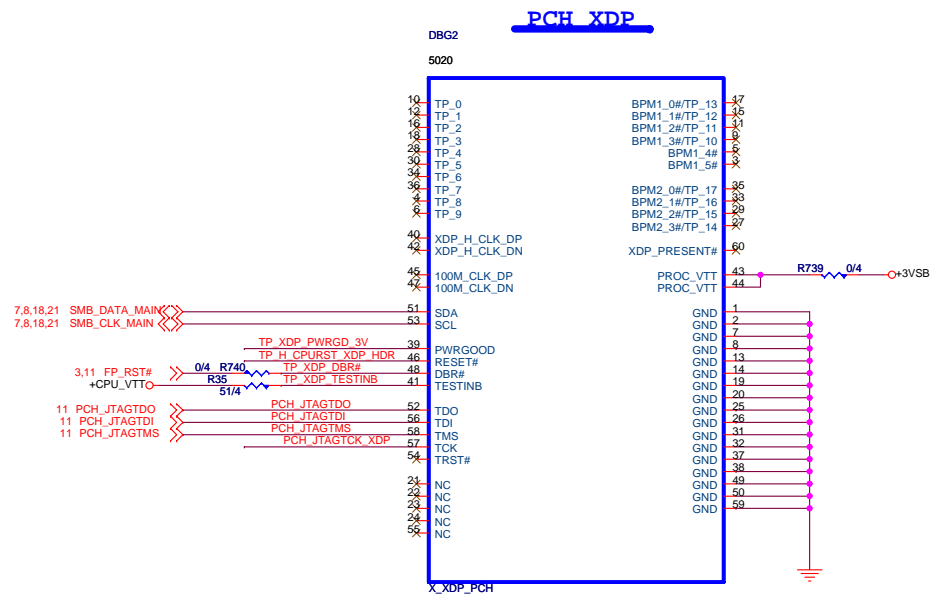 PCH XDP
DBG2
5020
10 TP_0
12 TP_1
16 TP_2
18 TP_3
28 TP_4
30 TP_5
34 TP_6
36 TP_7
4 TP_8
6 TP_9
40 XDP_H_CLK_DP
42 XDP_H_CLK_DN
45 100M_CLK_DP
47 100M_CLK_DN
7,8,18,21 SMB_DATA_MAIN 51 SDA
7,8,18,21 SMB_CLK_MAIN 53 SCL
TP_XDP_PWRGD_3V 39 PWRGOOD
TP_H_CPURST_XDP_HDR 46 RESET#
3,11 FP_RST# 0/4 R740 TP_XDP_DBR# 48 DBR#
+CPU_VTT R35 51/4 TP_XDP_TESTINB 41 TESTINB
11 PCH_JTAGTDO PCH_JTAGTDO 52 TDO
11 PCH_JTAGTDI PCH_JTAGTDI 56 TDI
11 PCH_JTAGTMS PCH_JTAGTMS 58 TMS
PCH_JTAGTCK_XDP 57 TCK
54 TRST#
21 NC
22 NC
23 NC
24 NC
55 NC
BPM1_0#/TP_13 17
BPM1_1#/TP_12 15
BPM1_2#/TP_11 11
BPM1_3#/TP_10 9
BPM1_4# 5
BPM1_5# 3
BPM2_0#/TP_17 35
BPM2_1#/TP_16 33
BPM2_2#/TP_15 29
BPM2_3#/TP_14 27
XDP_PRESENT# 60
PROC_VTT 43 R739 0/4 +3VSB
PROC_VTT 44
GND 1
GND 2
GND 7
GND 8
GND 13
GND 14
GND 19
GND 20
GND 25
GND 26
GND 31
GND 32
GND 37
GND 38
GND 49
GND 50
GND 59
X_XDP_PCH